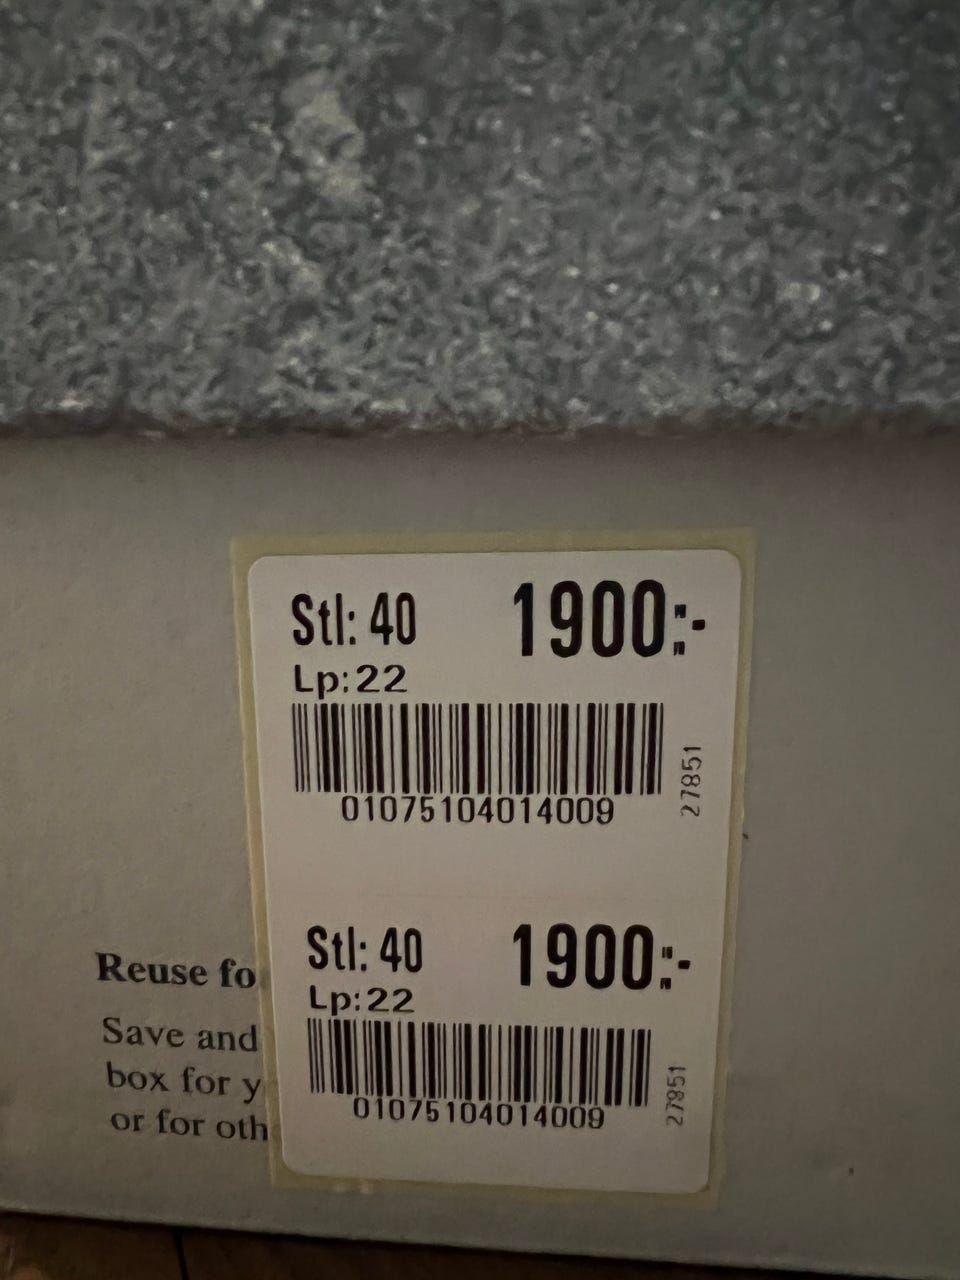 Stl: 40 1900:-
Lp:22
01075104014009
27851
Stl: 40 1900:-
Lp:22
01075104014009
27851
Reuse fo
Save and
box for y
or for oth